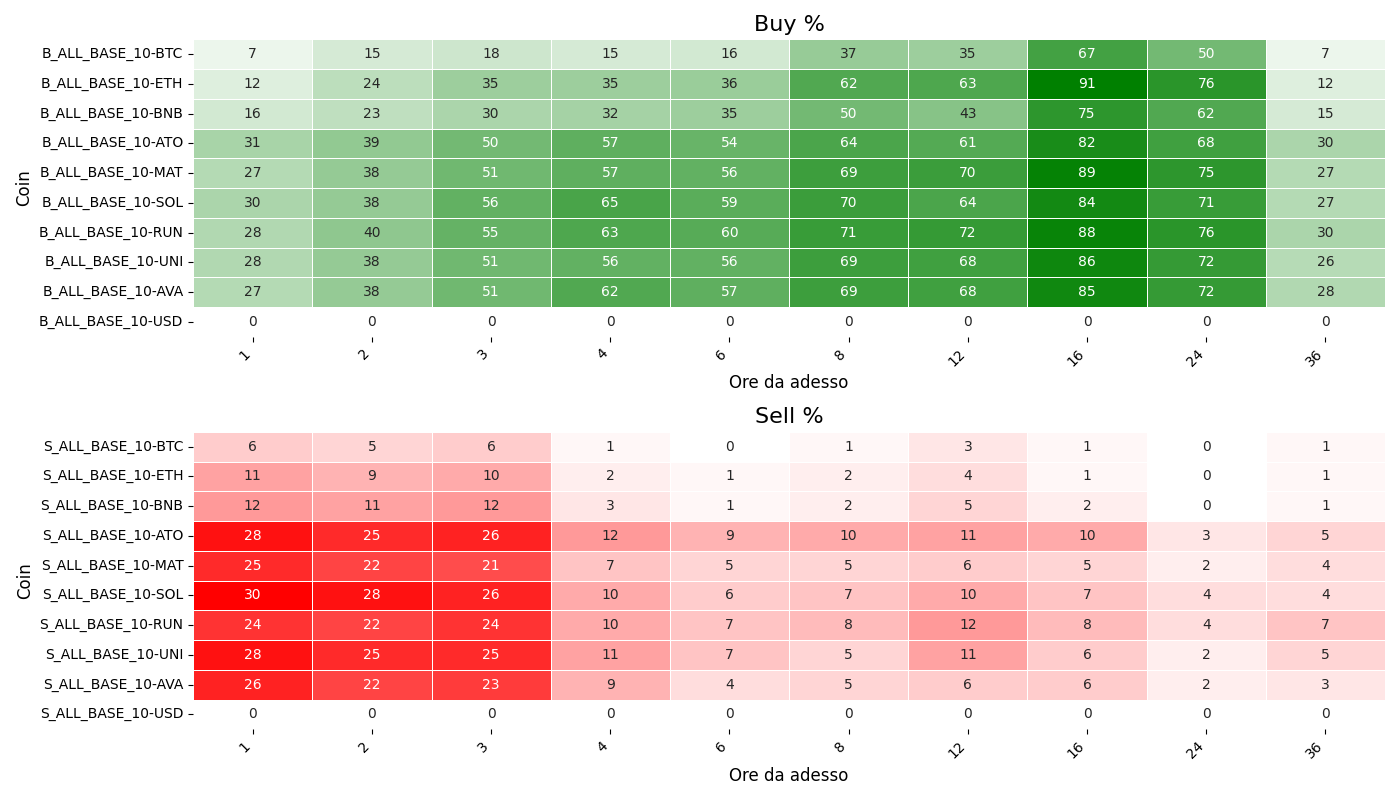 Buy %
Coin
B_ALL_BASE_10-BTC 7 15 18 15 16 37 35 67 50 7
B_ALL_BASE_10-ETH 12 24 35 35 36 62 63 91 76 12
B_ALL_BASE_10-BNB 16 23 30 32 35 50 43 75 62 15
B_ALL_BASE_10-ATO 31 39 50 57 54 64 61 82 68 30
B_ALL_BASE_10-MAT 27 38 51 57 56 69 70 89 75 27
B_ALL_BASE_10-SOL 30 38 56 65 59 70 64 84 71 27
B_ALL_BASE_10-RUN 28 40 55 63 60 71 72 88 76 30
B_ALL_BASE_10-UNI 28 38 51 56 56 69 68 86 72 26
B_ALL_BASE_10-AVA 27 38 51 62 57 69 68 85 72 28
B_ALL_BASE_10-USD 0 0 0 0 0 0 0 0 0 0
1 2 3 4 6 8 12 16 24 36
Ore da adesso
Sell %
Coin
S_ALL_BASE_10-BTC 6 5 6 1 0 1 3 1 0 1
S_ALL_BASE_10-ETH 11 9 10 2 1 2 4 1 0 1
S_ALL_BASE_10-BNB 12 11 12 3 1 2 5 2 0 1
S_ALL_BASE_10-ATO 28 25 26 12 9 10 11 10 3 5
S_ALL_BASE_10-MAT 25 22 21 7 5 5 6 5 2 4
S_ALL_BASE_10-SOL 30 28 26 10 6 7 10 7 4 4
S_ALL_BASE_10-RUN 24 22 24 10 7 8 12 8 4 7
S_ALL_BASE_10-UNI 28 25 25 11 7 5 11 6 2 5
S_ALL_BASE_10-AVA 26 22 23 9 4 5 6 6 2 3
S_ALL_BASE_10-USD 0 0 0 0 0 0 0 0 0 0
1 2 3 4 6 8 12 16 24 36
Ore da adesso